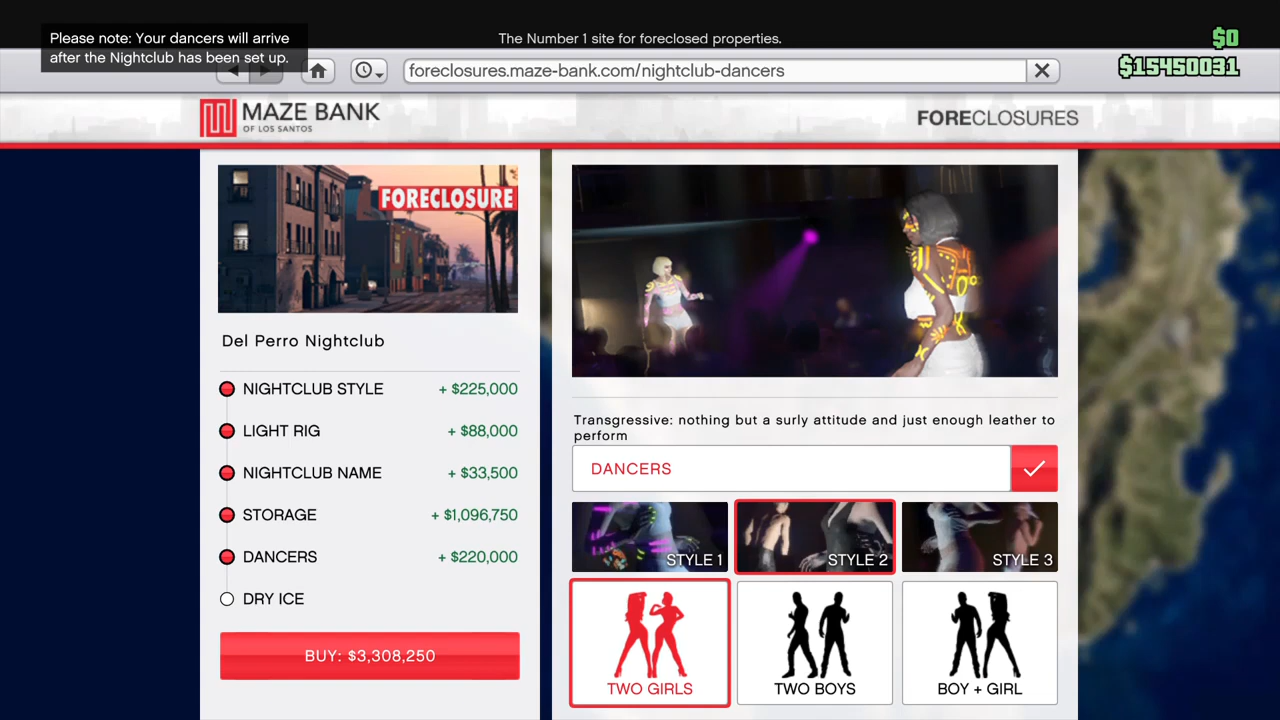 Please note: Your dancers will arrive
after the Nightclub has been set up.
The Number 1 site for foreclosed properties.
$0
$15450031
foreclosures.maze-bank.com/nightclub-dancers
MAZE BANK
OF LOS SANTOS
FORECLOSURES
FORECLOSURE
Del Perro Nightclub
NIGHTCLUB STYLE + $225,000
LIGHT RIG + $88,000
NIGHTCLUB NAME + $33,500
STORAGE + $1,096,750
DANCERS + $220,000
DRY ICE
BUY: $3,308,250
Transgressive: nothing but a surly attitude and just enough leather to
perform
DANCERS
STYLE 1 STYLE 2 STYLE 3
TWO GIRLS TWO BOYS BOY + GIRL